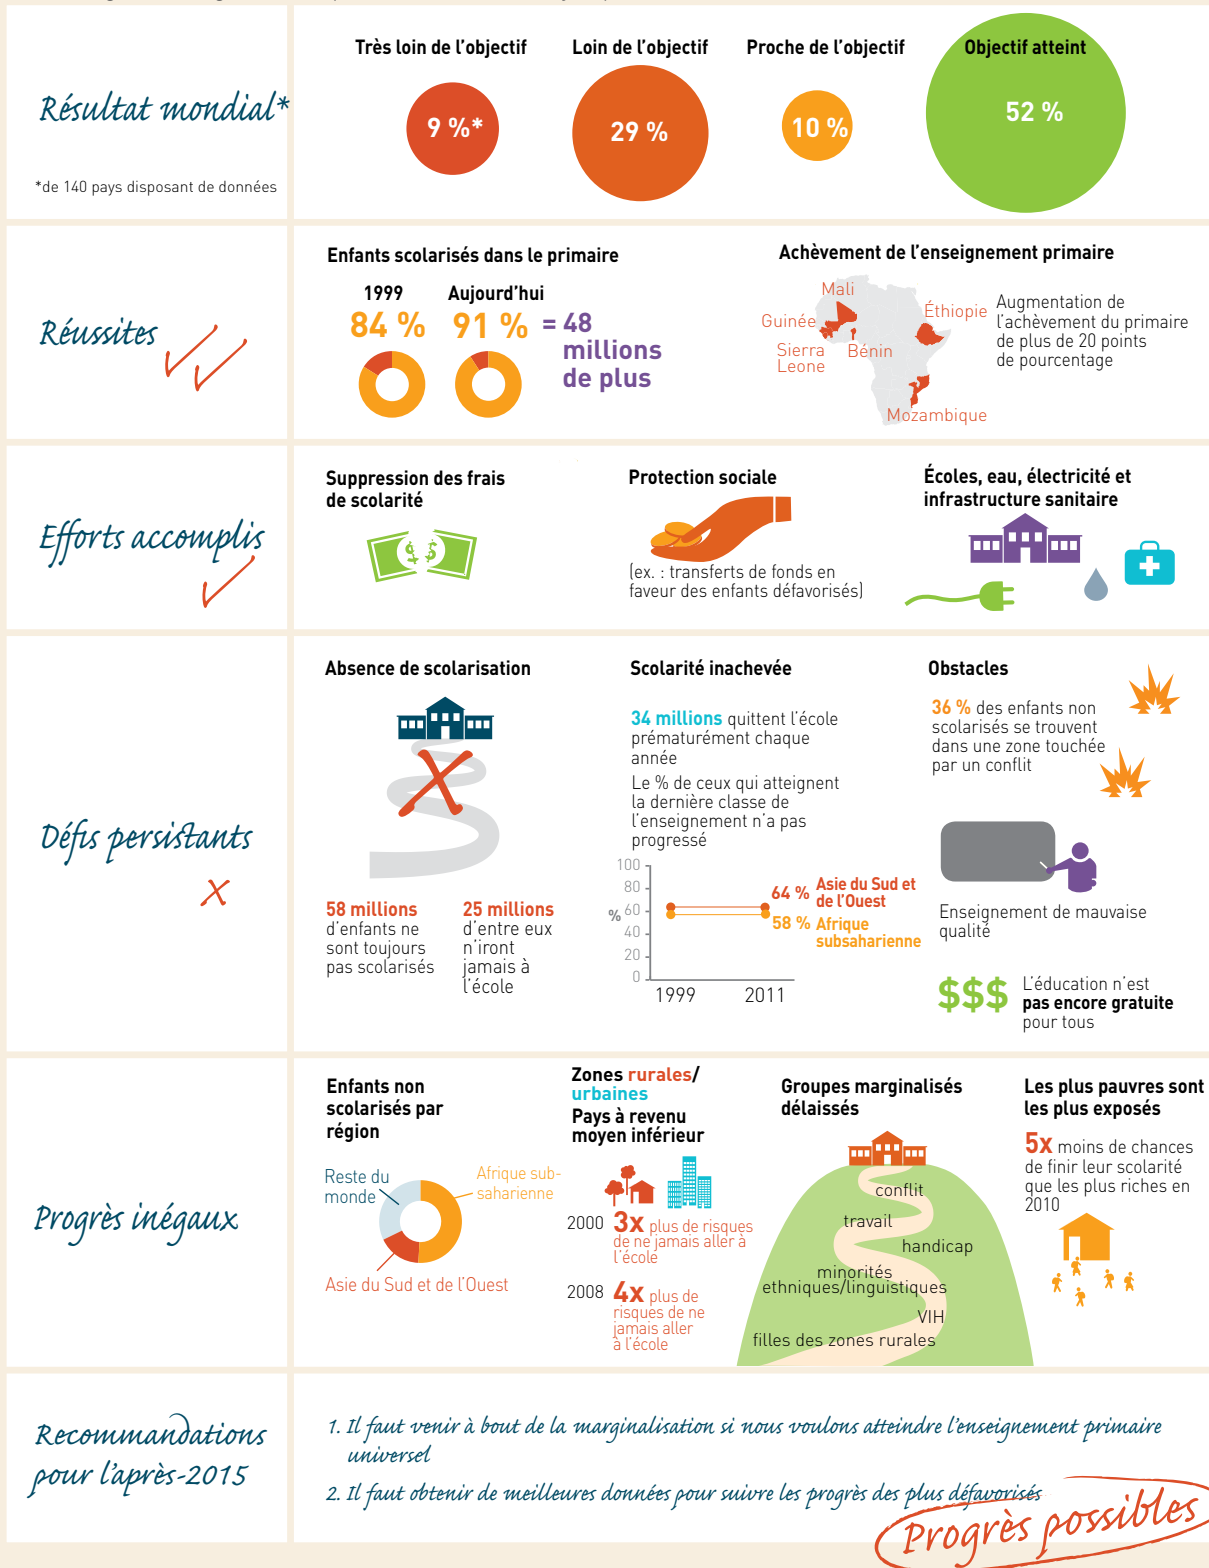 Résultat mondial*
*de 140 pays disposant de données
Très loin de l'objectif
9 %*
Loin de l'objectif
29 %
Proche de l'objectif
10 %
Objectif atteint
52 %
Réussites
Enfants scolarisés dans le primaire
1999
84 %
Aujourd'hui
91 %
= 48
millions
de plus
Achèvement de l'enseignement primaire
Mali
Guinée
Sierra
Leone
Bénin
Éthiopie
Mozambique
Augmentation de
l'achèvement du primaire
de plus de 20 points
de pourcentage
Efforts accomplis
Suppression des frais
de scolarité
$ $
Protection sociale
(ex. : transferts de fonds en
faveur des enfants défavorisés)
Écoles, eau, électricité et
infrastructure sanitaire
Défis persistants
Absence de scolarisation
58 millions
d'enfants ne
sont toujours
pas scolarisés
25 millions
d'entre eux
n'iront
jamais à
l'école
Scolarité inachevée
34 millions quittent l'école
prématurément chaque
année
Le % de ceux qui atteignent
la dernière classe de
l'enseignement n'a pas
progressé
100
80
60
40
20
0
%
1999
2011
64 % Asie du Sud et
de l'Ouest
58 % Afrique
subsaharienne
Obstacles
36 % des enfants non
scolarisés se trouvent
dans une zone touchée
par un conflit
Enseignement de mauvaise
qualité
$$$
L'éducation n'est
pas encore gratuite
pour tous
Progrès inégaux
Enfants non
scolarisés par
région
Reste du
monde
Afrique sub-
saharienne
Asie du Sud et de l'Ouest
Zones rurales/
urbaines
Pays à revenu
moyen inférieur
2000 3x plus de risques
de ne jamais aller à
l'école
2008 4x plus de
risques de ne
jamais aller
à l'école
Groupes marginalisés
délaissés
conflit
travail
handicap
minorités
ethniques/linguistiques
VIH
filles des zones rurales
Les plus pauvres sont
les plus exposés
5x moins de chances
de finir leur scolarité
que les plus riches en
2010
Recommandations
pour l'après-2015
1. Il faut venir à bout de la marginalisation si nous voulons atteindre l'enseignement primaire
universel
2. Il faut obtenir de meilleures données pour suivre les progrès des plus défavorisés
Progrès possibles